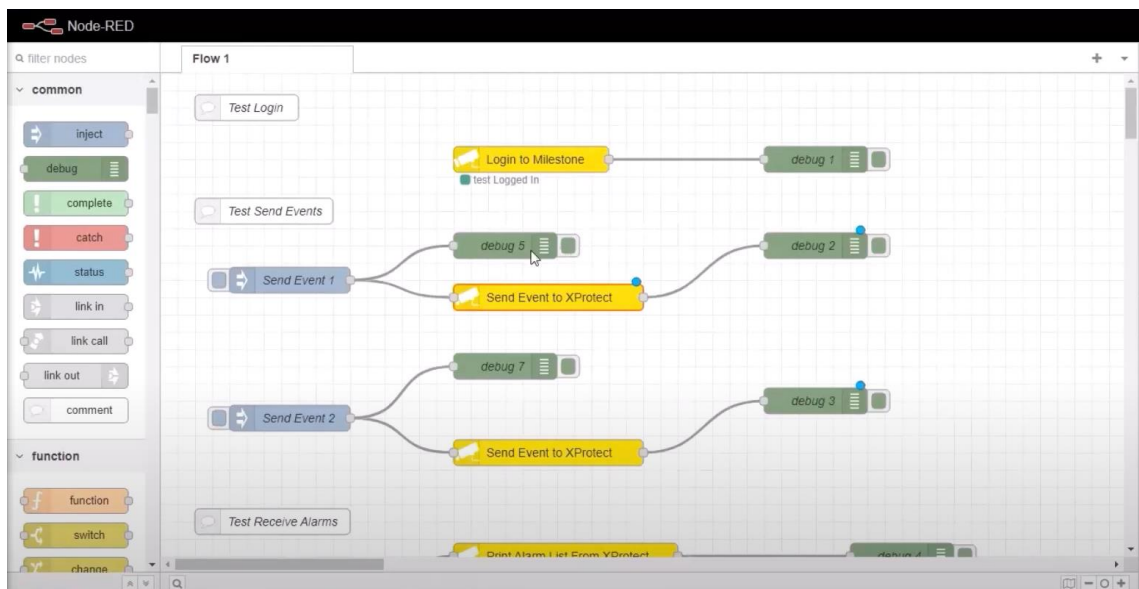 Node-RED
filter nodes
Flow 1
common
inject
debug
complete
catch
status
link in
link call
link out
comment
function
function
switch
change
Test Login
Login to Milestone
debug 1
test Logged In
Test Send Events
debug 5
debug 2
Send Event 1
Send Event to XProtect
debug 7
debug 3
Send Event 2
Send Event to XProtect
Test Receive Alarms
Print Alarm List From XProtect
debug 4